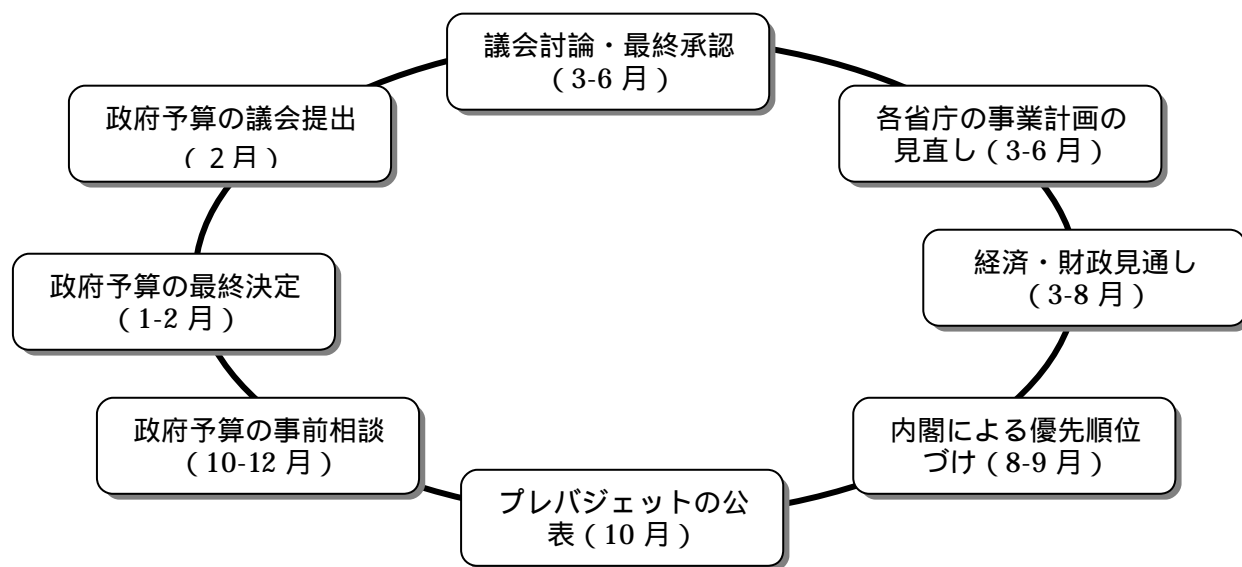 議会討論・最終承認
（3-6 月）
各省庁の事業計画の
見直し（3-6 月）
経済・財政見通し
（3-8 月）
内閣による優先順位
づけ（8-9 月）
プレバジェットの公
表（10 月）
政府予算の事前相談
（10-12 月）
政府予算の最終決定
（1-2 月）
政府予算の議会提出
（２月）